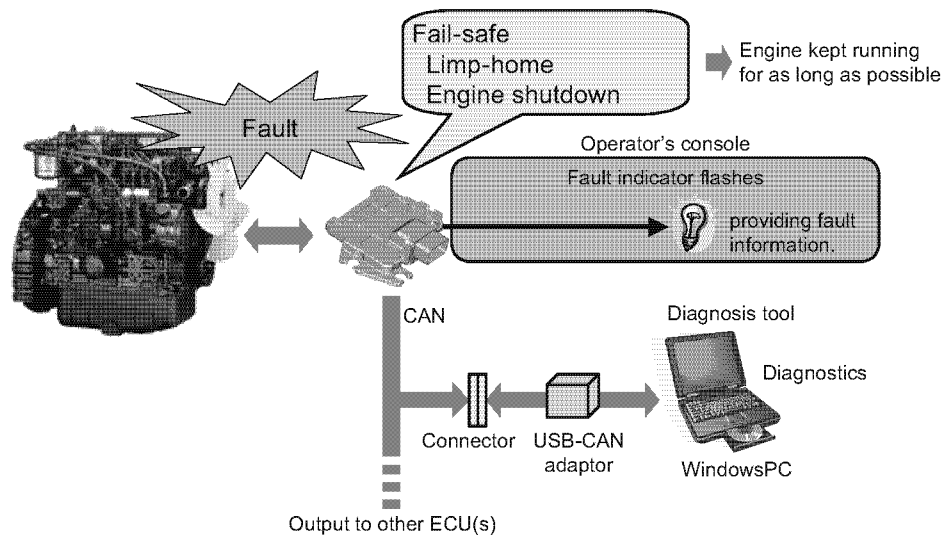 Fail-safe
Limp-home
Engine shutdown
Engine kept running
for as long as possible
Fault
Operator's console
Fault indicator flashes
providing fault
information.
CAN
Diagnosis tool
Diagnostics
Connector
USB-CAN
adaptor
WindowsPC
Output to other ECU(s)